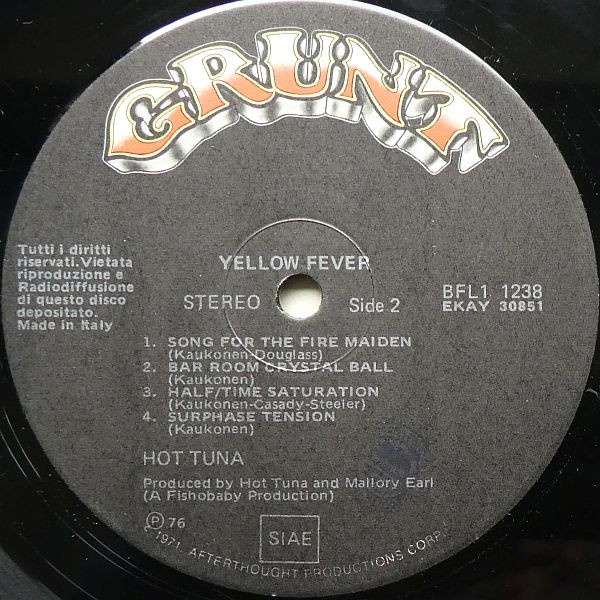 GRUNT
Tutti i diritti
riservati. Vietata
riproduzione e
Radiodiffusione
di questo disco
depositato.
Made in Italy
YELLOW FEVER
STEREO
Side 2
BFL1 1238
EKAY 30851
1. SONG FOR THE FIRE MAIDEN
(Kaukonen-Douglass)
2. BAR ROOM CRYSTAL BALL
(Kaukonen)
3. HALF/TIME SATURATION
(Kaukonen-Casady-Steeler)
4. SURPHASE TENSION
(Kaukonen)
HOT TUNA
Produced by Hot Tuna and Mallory Earl
(A Fishobaby Production)
℗ 76
SIAE
© 1971, AFTERTHOUGHT PRODUCTIONS CORP.